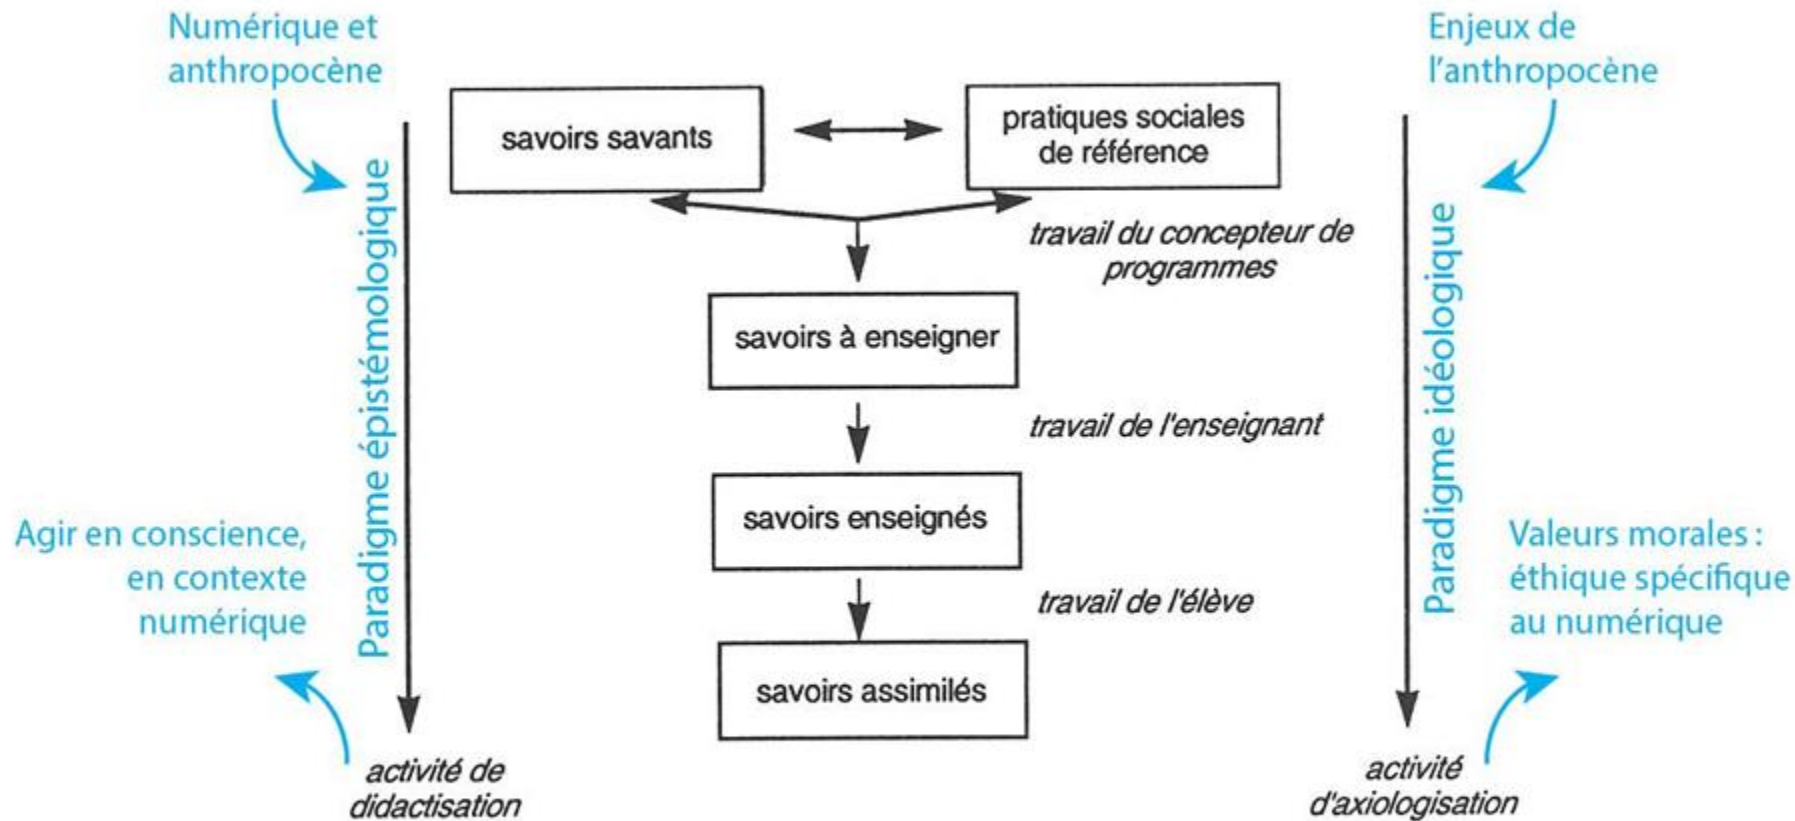 Numérique et
anthropocène
Enjeux de
l'anthropocène
savoirs savants
pratiques sociales
de référence
travail du concepteur de
programmes
Paradigme épistémologique
Paradigme idéologique
savoirs à enseigner
travail de l'enseignant
savoirs enseignés
Agir en conscience,
en contexte
numérique
Valeurs morales :
éthique spécifique
au numérique
travail de l'élève
savoirs assimilés
activité de
didactisation
activité
d'axiologisation